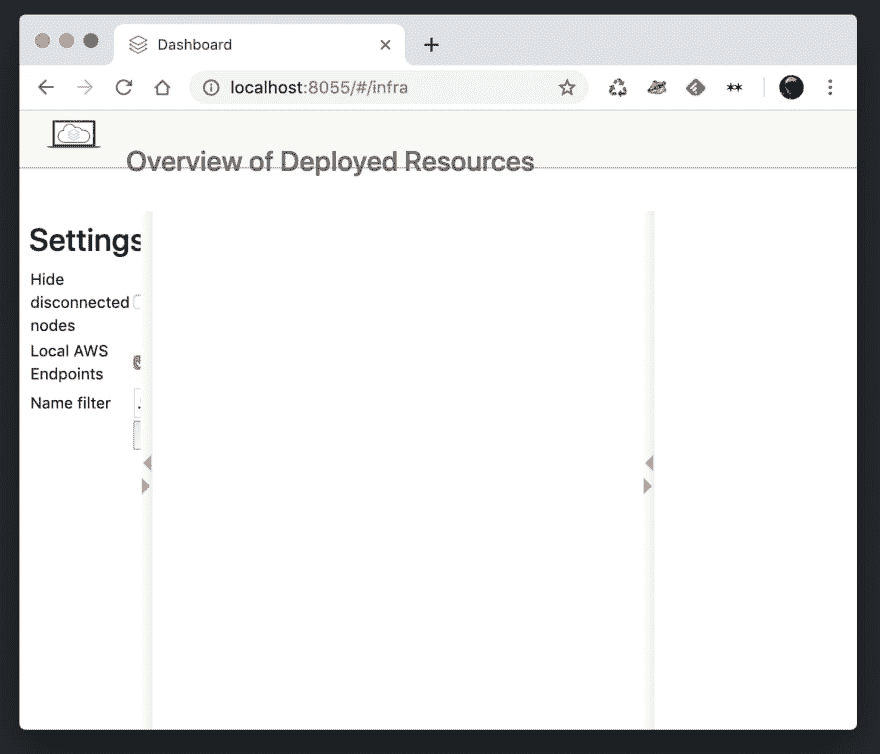 Dashboard
localhost:8055/#/infra
Overview of Deployed Resources
Settings
Hide
disconnected
nodes
Local AWS
Endpoints
Name filter
.